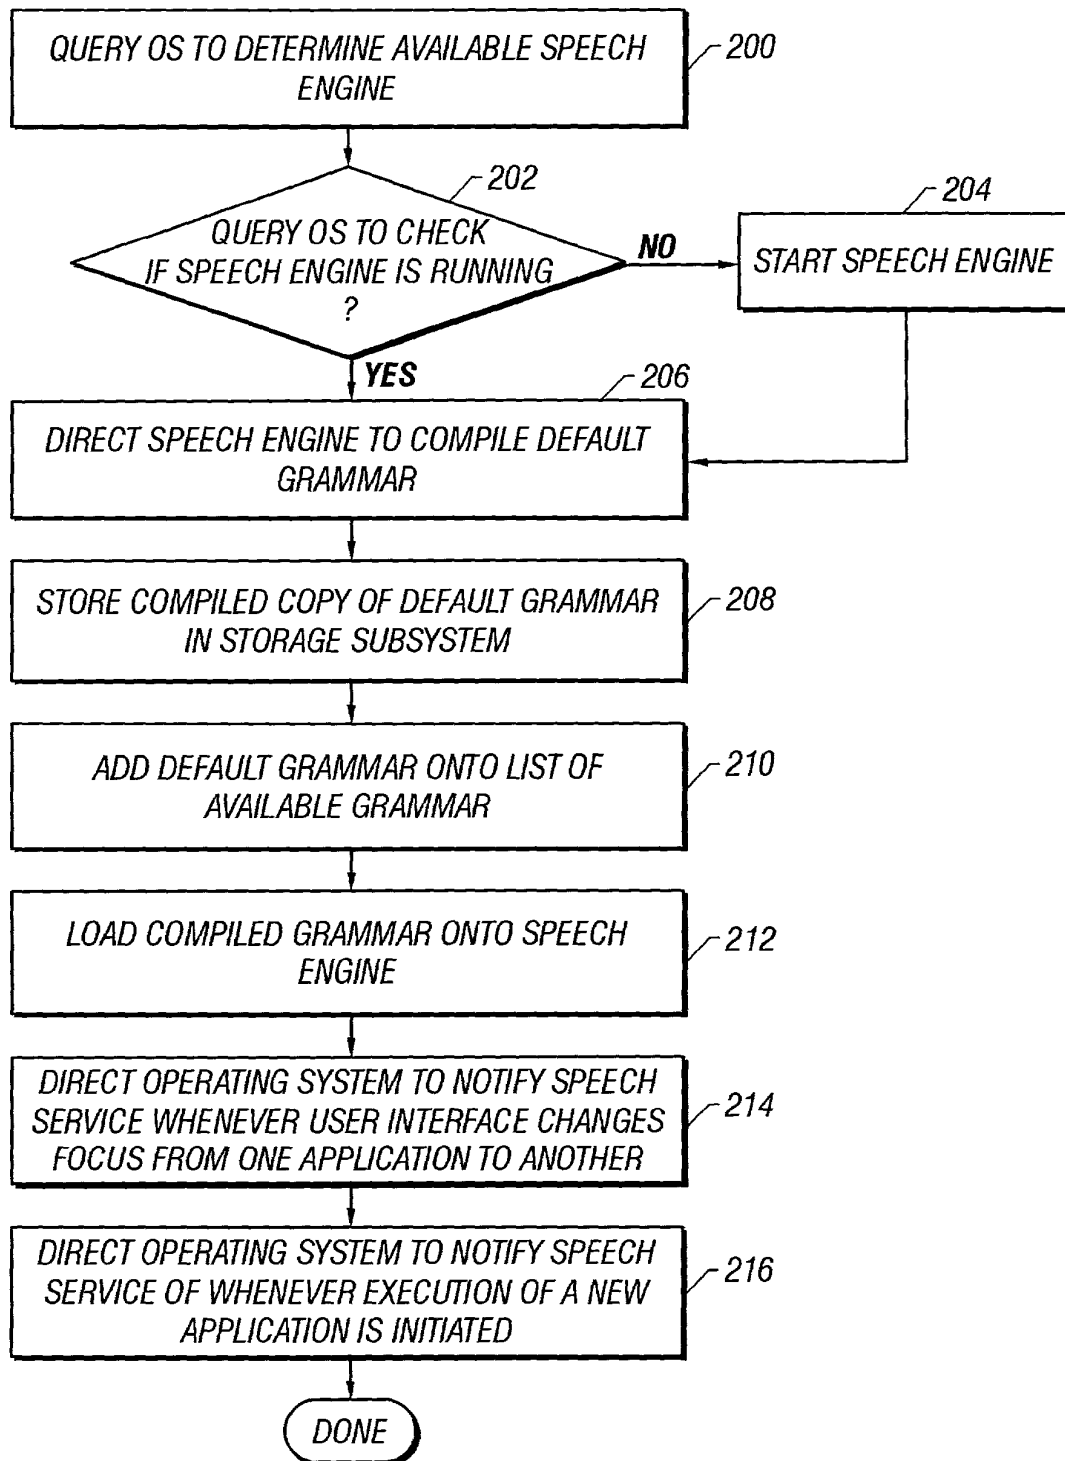 QUERY OS TO DETERMINE AVAILABLE SPEECH
ENGINE
200
202
QUERY OS TO CHECK
IF SPEECH ENGINE IS RUNNING
?
NO
204
START SPEECH ENGINE
YES
206
DIRECT SPEECH ENGINE TO COMPILE DEFAULT
GRAMMAR
STORE COMPILED COPY OF DEFAULT GRAMMAR
IN STORAGE SUBSYSTEM
208
ADD DEFAULT GRAMMAR ONTO LIST OF
AVAILABLE GRAMMAR
210
LOAD COMPILED GRAMMAR ONTO SPEECH
ENGINE
212
DIRECT OPERATING SYSTEM TO NOTIFY SPEECH
SERVICE WHENEVER USER INTERFACE CHANGES
FOCUS FROM ONE APPLICATION TO ANOTHER
214
DIRECT OPERATING SYSTEM TO NOTIFY SPEECH
SERVICE OF WHENEVER EXECUTION OF A NEW
APPLICATION IS INITIATED
216
DONE